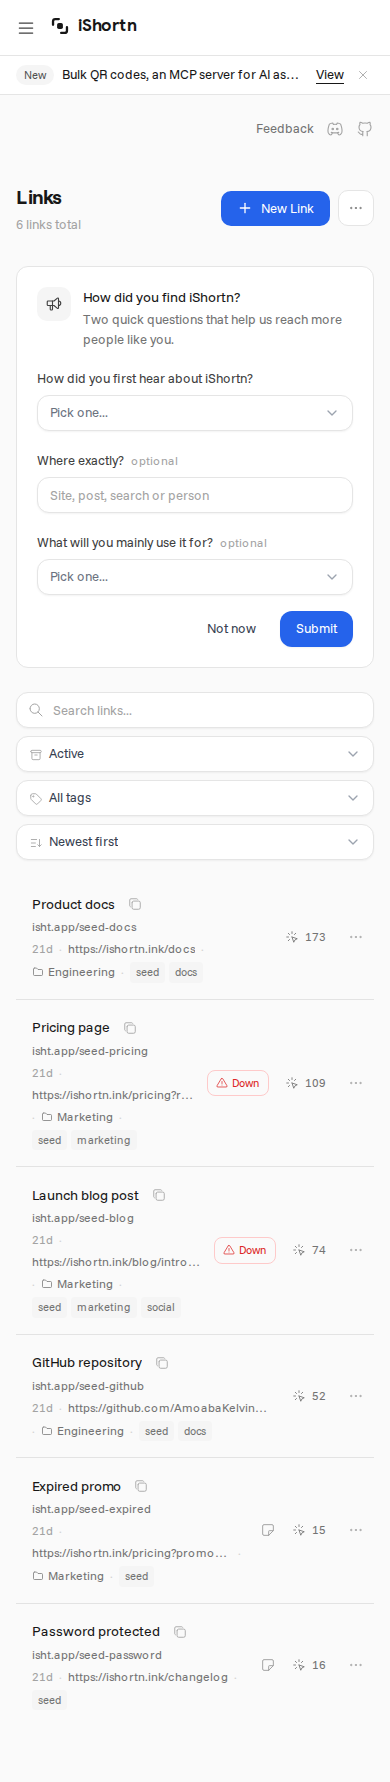 iShortn
New Bulk QR codes, an MCP server for AI as... View
Feedback
Links
6 links total
New Link
How did you find iShortn?
Two quick questions that help us reach more
people like you.
How did you first hear about iShortn?
Pick one...
Where exactly? optional
Site, post, search or person
What will you mainly use it for? optional
Pick one...
Not now Submit
Search links...
Active
All tags
Newest first
Product docs
isht.app/seed-docs
21d · https://ishortn.ink/docs ·
Engineering · seed docs
173
Pricing page
isht.app/seed-pricing
21d ·
https://ishortn.ink/pricing?r...
· Marketing ·
seed marketing
Down 109
Launch blog post
isht.app/seed-blog
21d ·
https://ishortn.ink/blog/intro...
· Marketing ·
seed marketing social
Down 74
GitHub repository
isht.app/seed-github
21d · https://github.com/AmoabaKelvin...
· Engineering · seed docs
52
Expired promo
isht.app/seed-expired
21d ·
https://ishortn.ink/pricing?promo... ·
Marketing · seed
15
Password protected
isht.app/seed-password
21d · https://ishortn.ink/changelog ·
seed
16